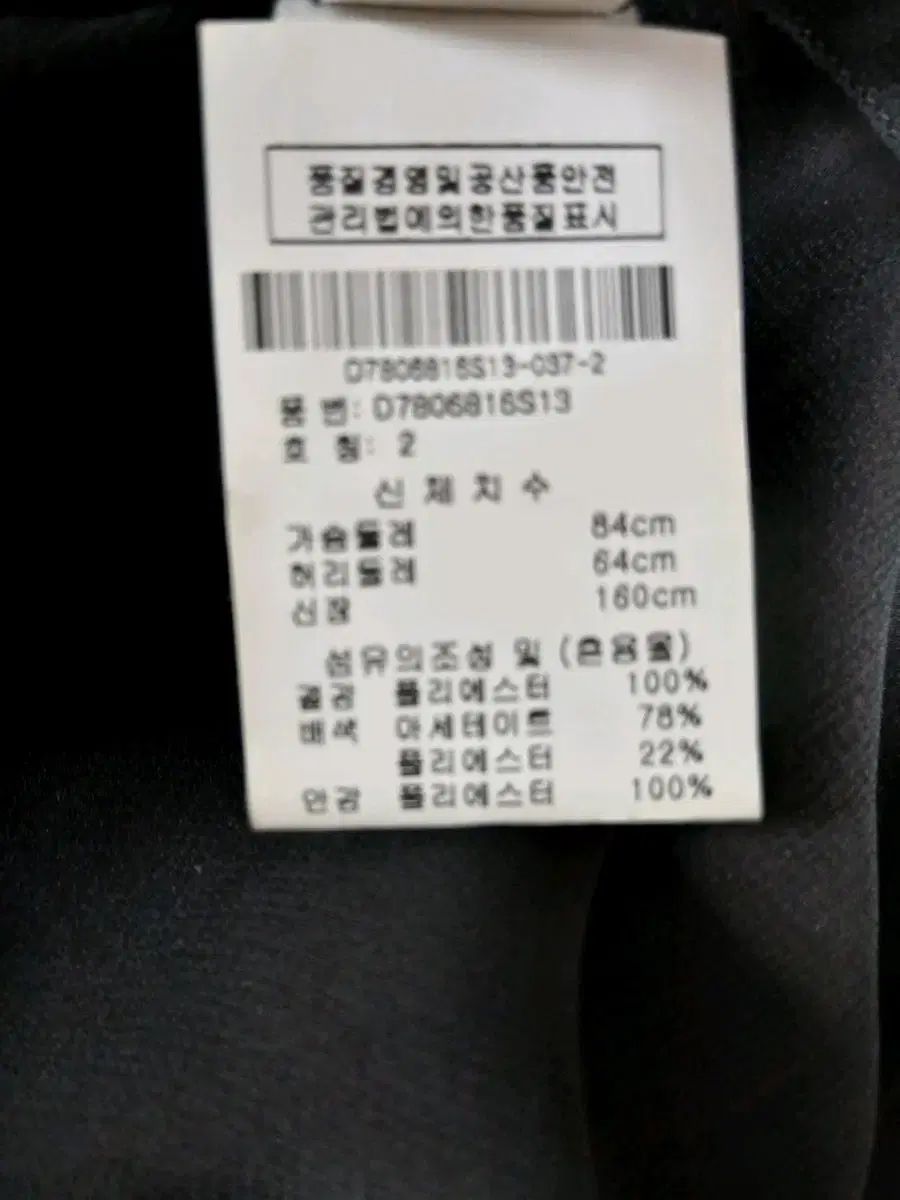 품질경영및공산품안전
관리법에의한품질표시
D7806816S13-037-2
품 번: D7806816S13
호 칭: 2
신 체 치 수
가슴둘레 84cm
허리둘레 64cm
신장 160cm
섬유의조성 및 (혼용율)
겉감 폴리에스터 100%
배색 아세테이트 78%
폴리에스터 22%
안감 폴리에스터 100%